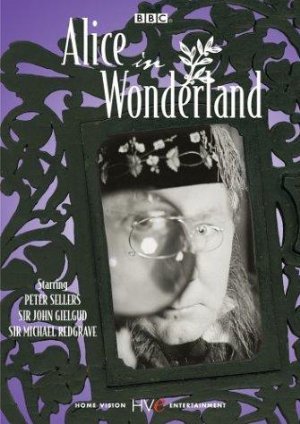 BBC
Alice in
Wonderland
Starring
PETER SELLERS
SIR JOHN GIELGUD
SIR MICHAEL REDGRAVE
HOME VISION HVe ENTERTAINMENT